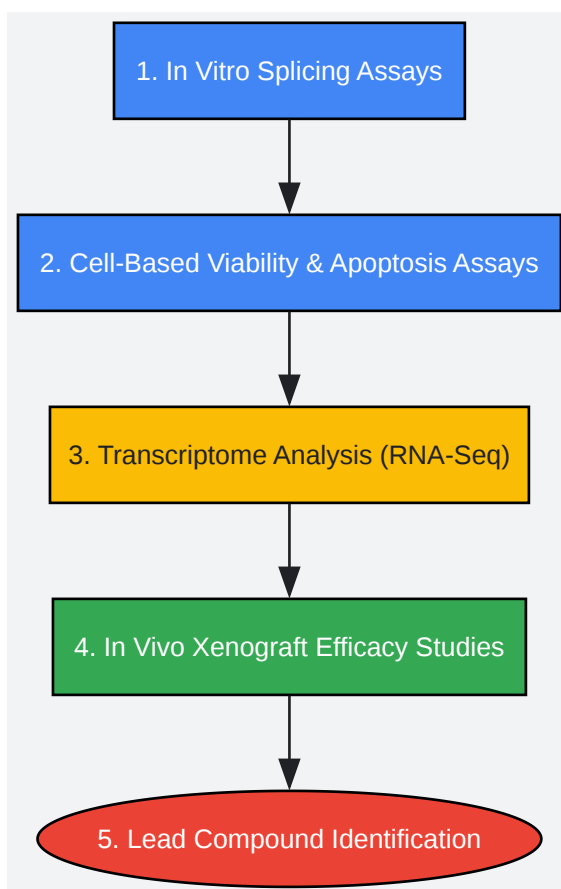 1. In Vitro Splicing Assays
2. Cell-Based Viability & Apoptosis Assays
3. Transcriptome Analysis (RNA-Seq)
4. In Vivo Xenograft Efficacy Studies
5. Lead Compound Identification